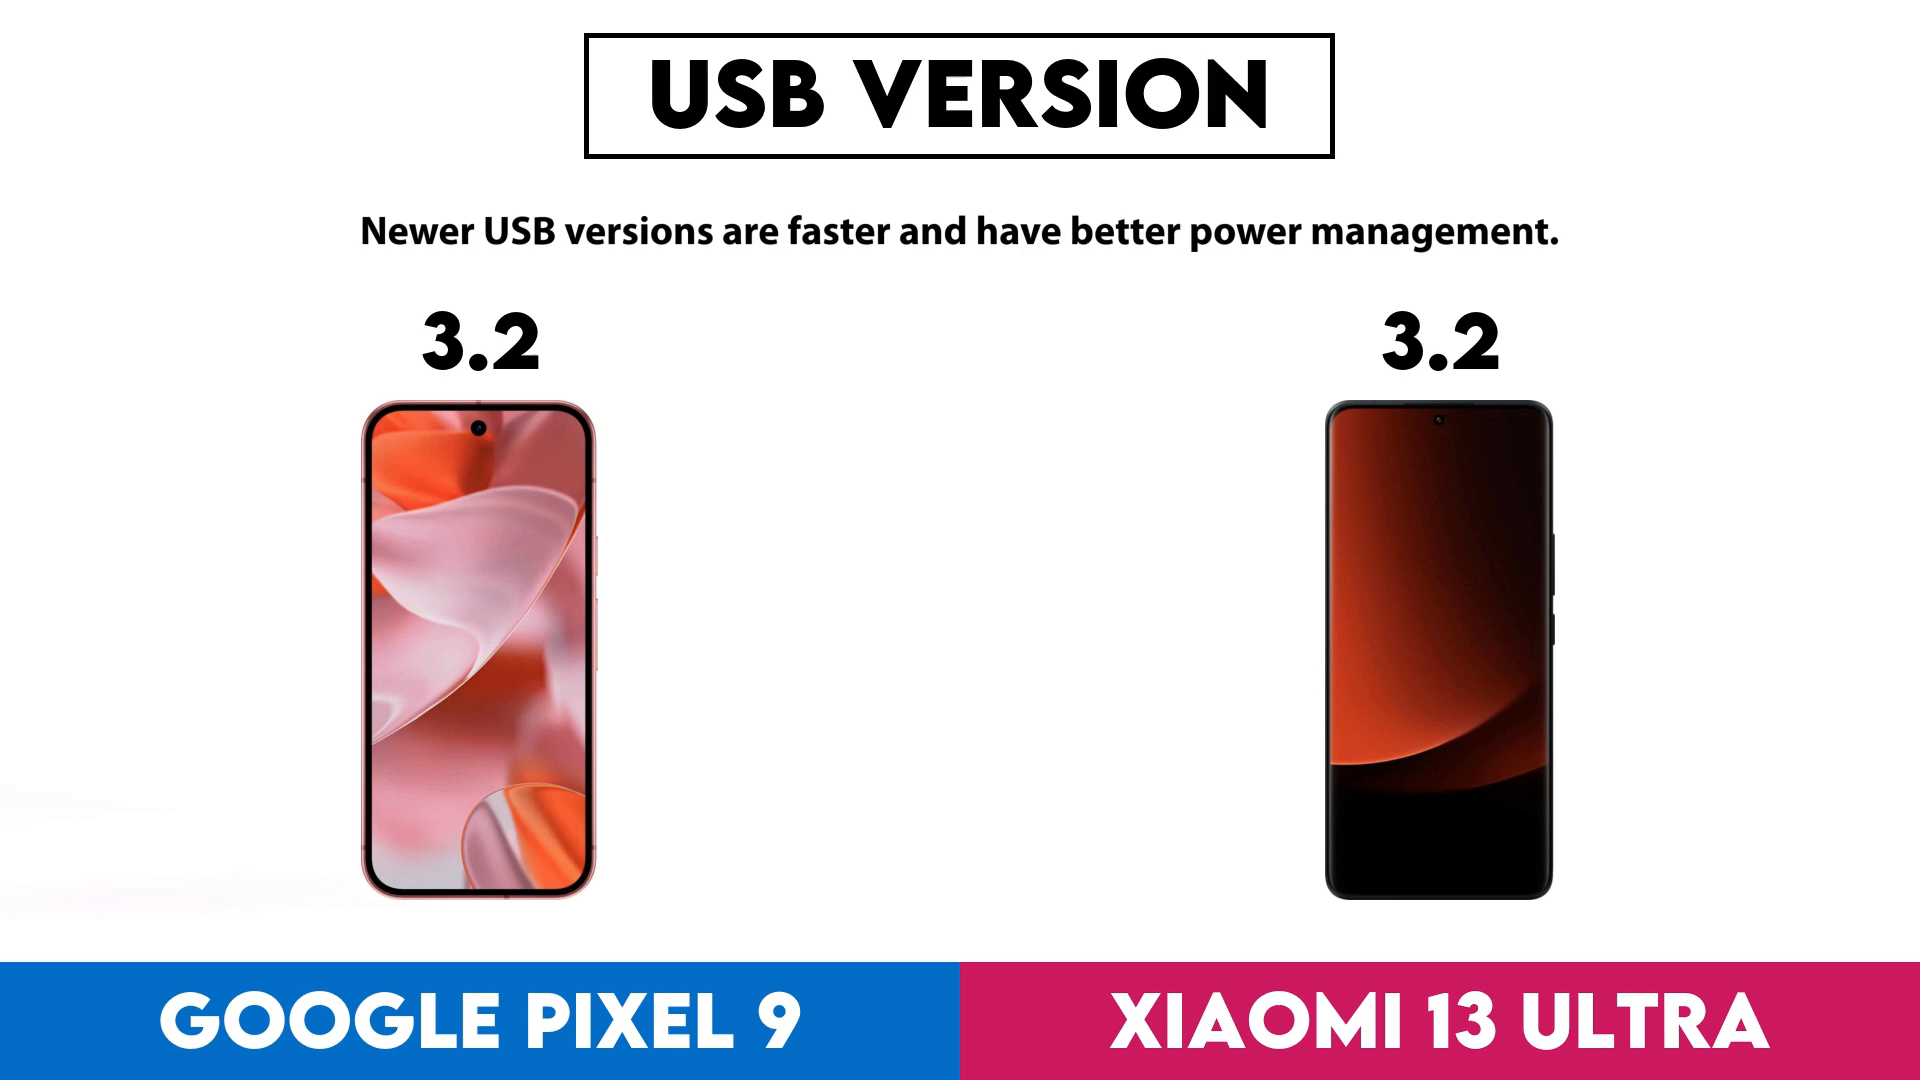 USB VERSION
Newer USB versions are faster and have better power management.
3.2
3.2
GOOGLE PIXEL 9
XIAOMI 13 ULTRA